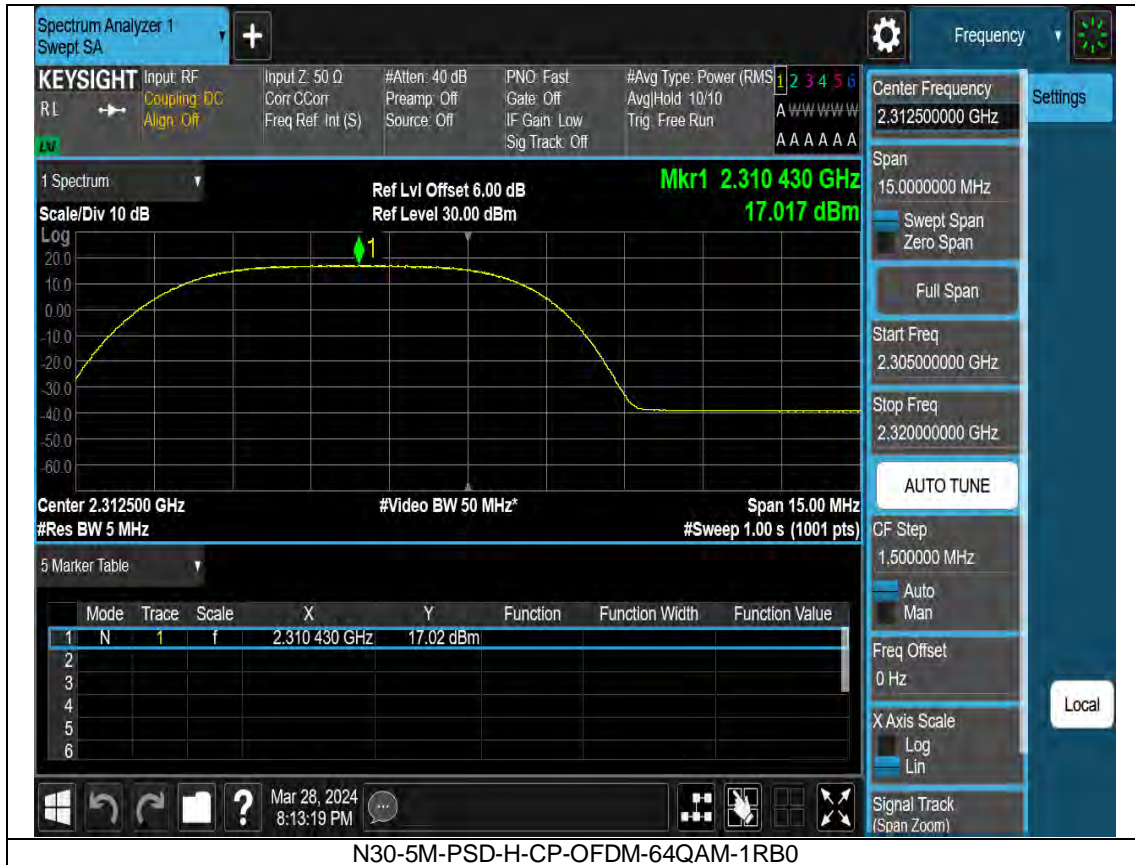 Spectrum Analyzer 1
Swept SA
+
Frequency
KEYSIGHT
RL
LW
Input: RF
Coupling: DC
Align: Off
Input Z: 50 Ω
Corr CCorr
Freq Ref: Int (S)
#Atten: 40 dB
Preamp: Off
Source: Off
PNO: Fast
Gate: Off
IF Gain: Low
Sig Track: Off
#Avg Type: Power (RMS
Avg|Hold: 10/10
Trig: Free Run
1 2 3 4 5 6
A W W W W W
A A A A A A
1 Spectrum
Scale/Div 10 dB
Ref Lvl Offset 6.00 dB
Ref Level 30.00 dBm
Mkr1 2.310 430 GHz
17.017 dBm
Log
1
20.0
10.0
0.00
-10.0
-20.0
-30.0
-40.0
-50.0
-60.0
Center 2.312500 GHz
#Res BW 5 MHz
#Video BW 50 MHz*
Span 15.00 MHz
#Sweep 1.00 s (1001 pts)
5 Marker Table
Mode Trace Scale X Y Function Function Width Function Value
1 N 1 f 2.310 430 GHz 17.02 dBm
2
3
4
5
6
Mar 28, 2024
8:13:19 PM
?
Center Frequency
2.312500000 GHz
Settings
Span
15.0000000 MHz
Swept Span
Zero Span
Full Span
Start Freq
2.305000000 GHz
Stop Freq
2.320000000 GHz
AUTO TUNE
CF Step
1.500000 MHz
Auto
Man
Freq Offset
0 Hz
X Axis Scale
Log
Lin
Local
Signal Track
(Span Zoom)
N30-5M-PSD-H-CP-OFDM-64QAM-1RB0